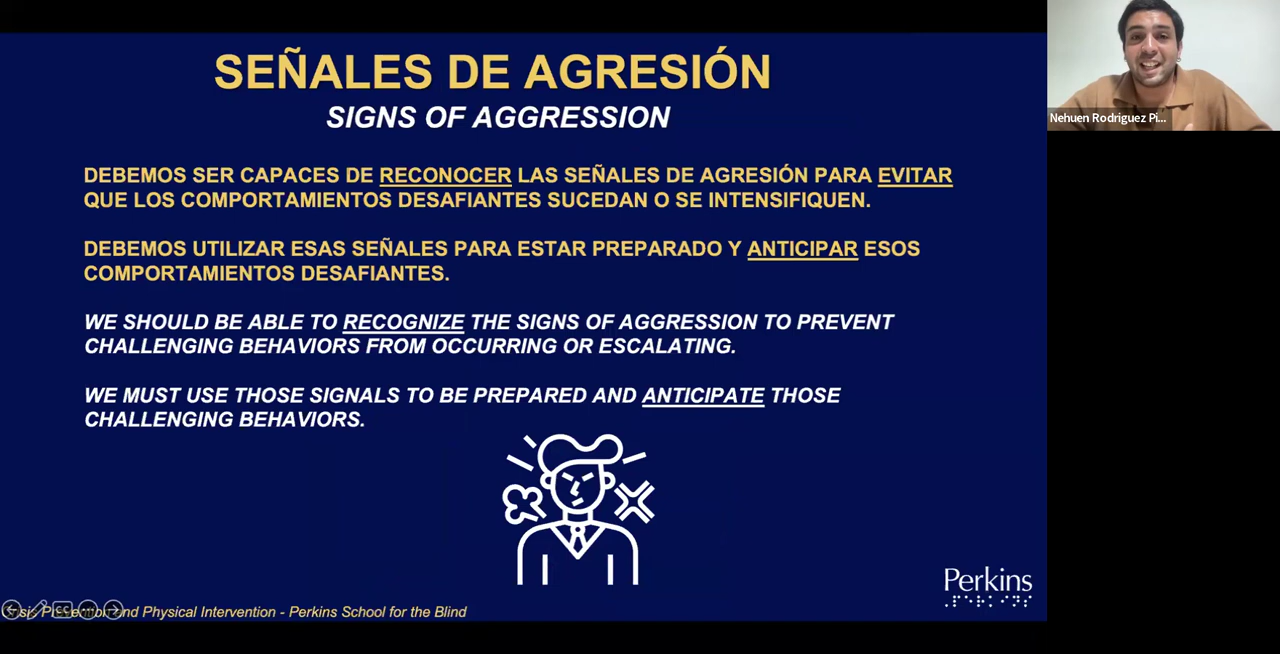 SEÑALES DE AGRESIÓN
SIGNS OF AGGRESSION
DEBEMOS SER CAPACES DE RECONOCER LAS SEÑALES DE AGRESIÓN PARA EVITAR
QUE LOS COMPORTAMIENTOS DESAFIANTES SUCEDAN O SE INTENSIFIQUEN.
DEBEMOS UTILIZAR ESAS SEÑALES PARA ESTAR PREPARADO Y ANTICIPAR ESOS
COMPORTAMIENTOS DESAFIANTES.
WE SHOULD BE ABLE TO RECOGNIZE THE SIGNS OF AGGRESSION TO PREVENT
CHALLENGING BEHAVIORS FROM OCCURRING OR ESCALATING.
WE MUST USE THOSE SIGNALS TO BE PREPARED AND ANTICIPATE THOSE
CHALLENGING BEHAVIORS.
Perkins
⠠⠏⠑⠗⠅⠊⠝⠎
Crisis Prevention and Physical Intervention - Perkins School for the Blind
CC
Nehuen Rodriguez Pi...